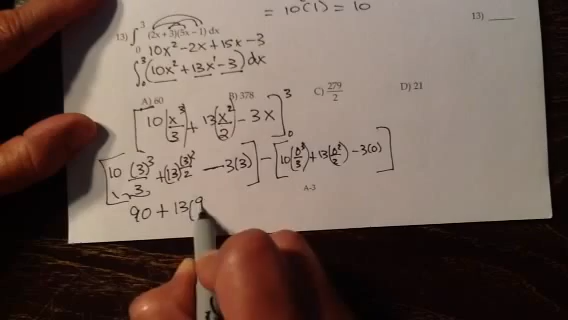 = 10(1) = 10
13) ____
13) ∫₀³ (2x + 3)(5x − 1) dx
10x² − 2x + 15x − 3
∫₀³ (10x² + 13x¹ − 3) dx
A) 60 B) 378 C) 279/2 D) 21
[10(x³/3) + 13(x²/2) − 3x]₀³
[10 (3)³/3 + (13)(3)²/2 − 3(3)] − [10(0³/3) + 13(0²/2) − 3(0)]
A-3
90 + 13(9